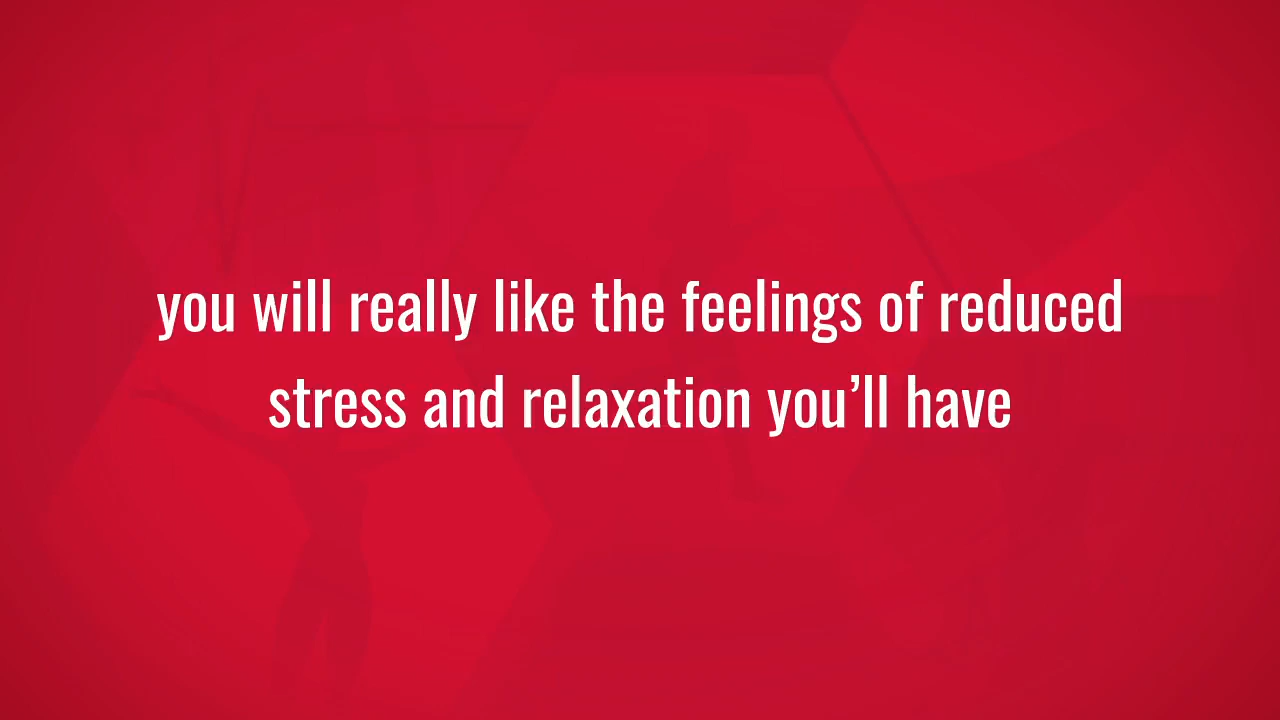 you will really like the feelings of reduced
stress and relaxation you’ll have